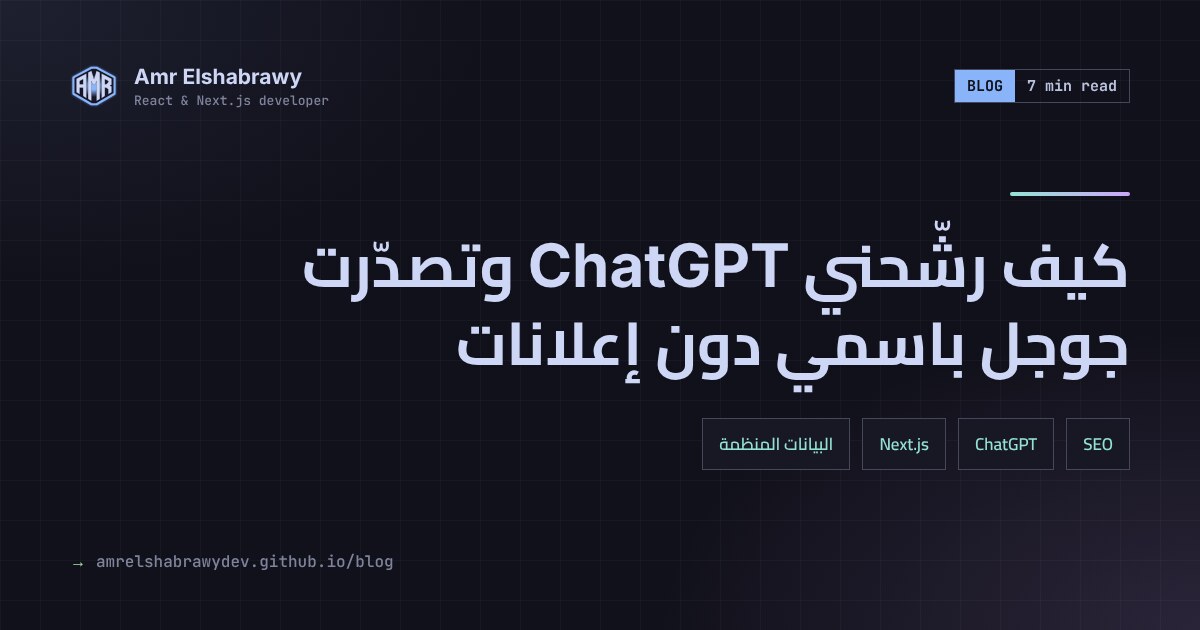 AMR
Amr Elshabrawy
React & Next.js developer
BLOG 7 min read
كيف رشّحني ChatGPT وتصدّرت
جوجل باسمي دون إعلانات
SEO ChatGPT Next.js البيانات المنظمة
→ amrelshabrawydev.github.io/blog